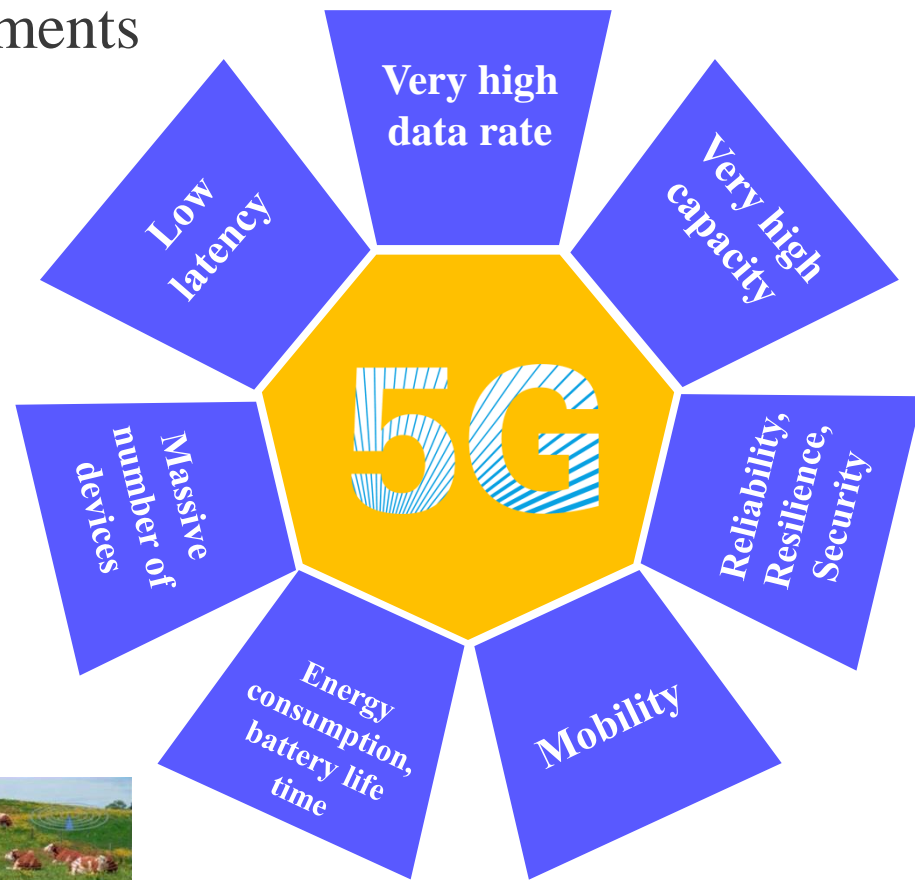 ments
Very high
data rate
Very high
capacity
Reliability,
Resilience,
Security
Mobility
Energy
consumption,
battery life
time
Massive
number of
devices
Low
latency
5G